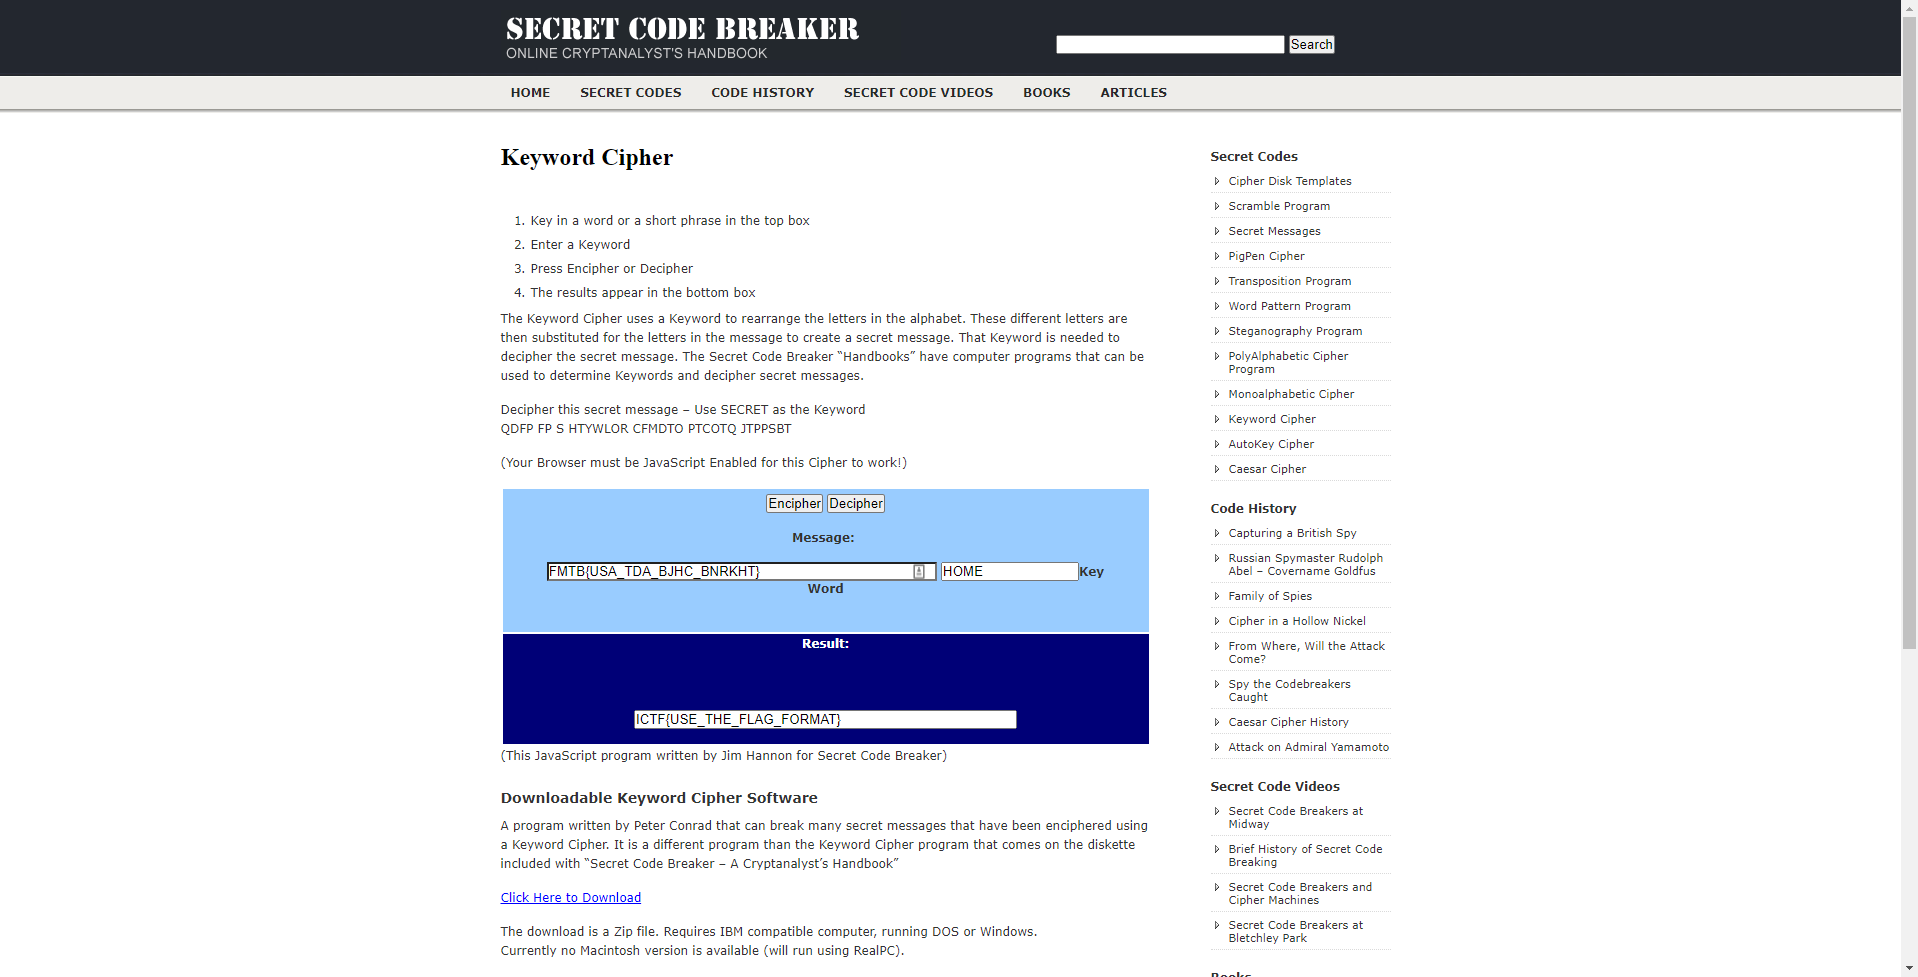 SECRET CODE BREAKER
ONLINE CRYPTANALYST'S HANDBOOK
Search
HOME SECRET CODES CODE HISTORY SECRET CODE VIDEOS BOOKS ARTICLES
Keyword Cipher
1. Key in a word or a short phrase in the top box
2. Enter a Keyword
3. Press Encipher or Decipher
4. The results appear in the bottom box
The Keyword Cipher uses a Keyword to rearrange the letters in the alphabet. These different letters are
then substituted for the letters in the message to create a secret message. That Keyword is needed to
decipher the secret message. The Secret Code Breaker “Handbooks” have computer programs that can be
used to determine Keywords and decipher secret messages.
Decipher this secret message – Use SECRET as the Keyword
QDFP FP S HTYWLOR CFMDTO PTCOTQ JTPPSBT
(Your Browser must be JavaScript Enabled for this Cipher to work!)
Encipher Decipher
Message:
FMTB{USA_TDA_BJHC_BNRKHT} HOME Key
Word
Result:
ICTF{USE_THE_FLAG_FORMAT}
(This JavaScript program written by Jim Hannon for Secret Code Breaker)
Downloadable Keyword Cipher Software
A program written by Peter Conrad that can break many secret messages that have been enciphered using
a Keyword Cipher. It is a different program than the Keyword Cipher program that comes on the diskette
included with “Secret Code Breaker – A Cryptanalyst’s Handbook”
Click Here to Download
The download is a Zip file. Requires IBM compatible computer, running DOS or Windows.
Currently no Macintosh version is available (will run using RealPC).
Secret Codes
Cipher Disk Templates
Scramble Program
Secret Messages
PigPen Cipher
Transposition Program
Word Pattern Program
Steganography Program
PolyAlphabetic Cipher
Program
Monoalphabetic Cipher
Keyword Cipher
AutoKey Cipher
Caesar Cipher
Code History
Capturing a British Spy
Russian Spymaster Rudolph
Abel – Covername Goldfus
Family of Spies
Cipher in a Hollow Nickel
From Where, Will the Attack
Come?
Spy the Codebreakers
Caught
Caesar Cipher History
Attack on Admiral Yamamoto
Secret Code Videos
Secret Code Breakers at
Midway
Brief History of Secret Code
Breaking
Secret Code Breakers and
Cipher Machines
Secret Code Breakers at
Bletchley Park
Books